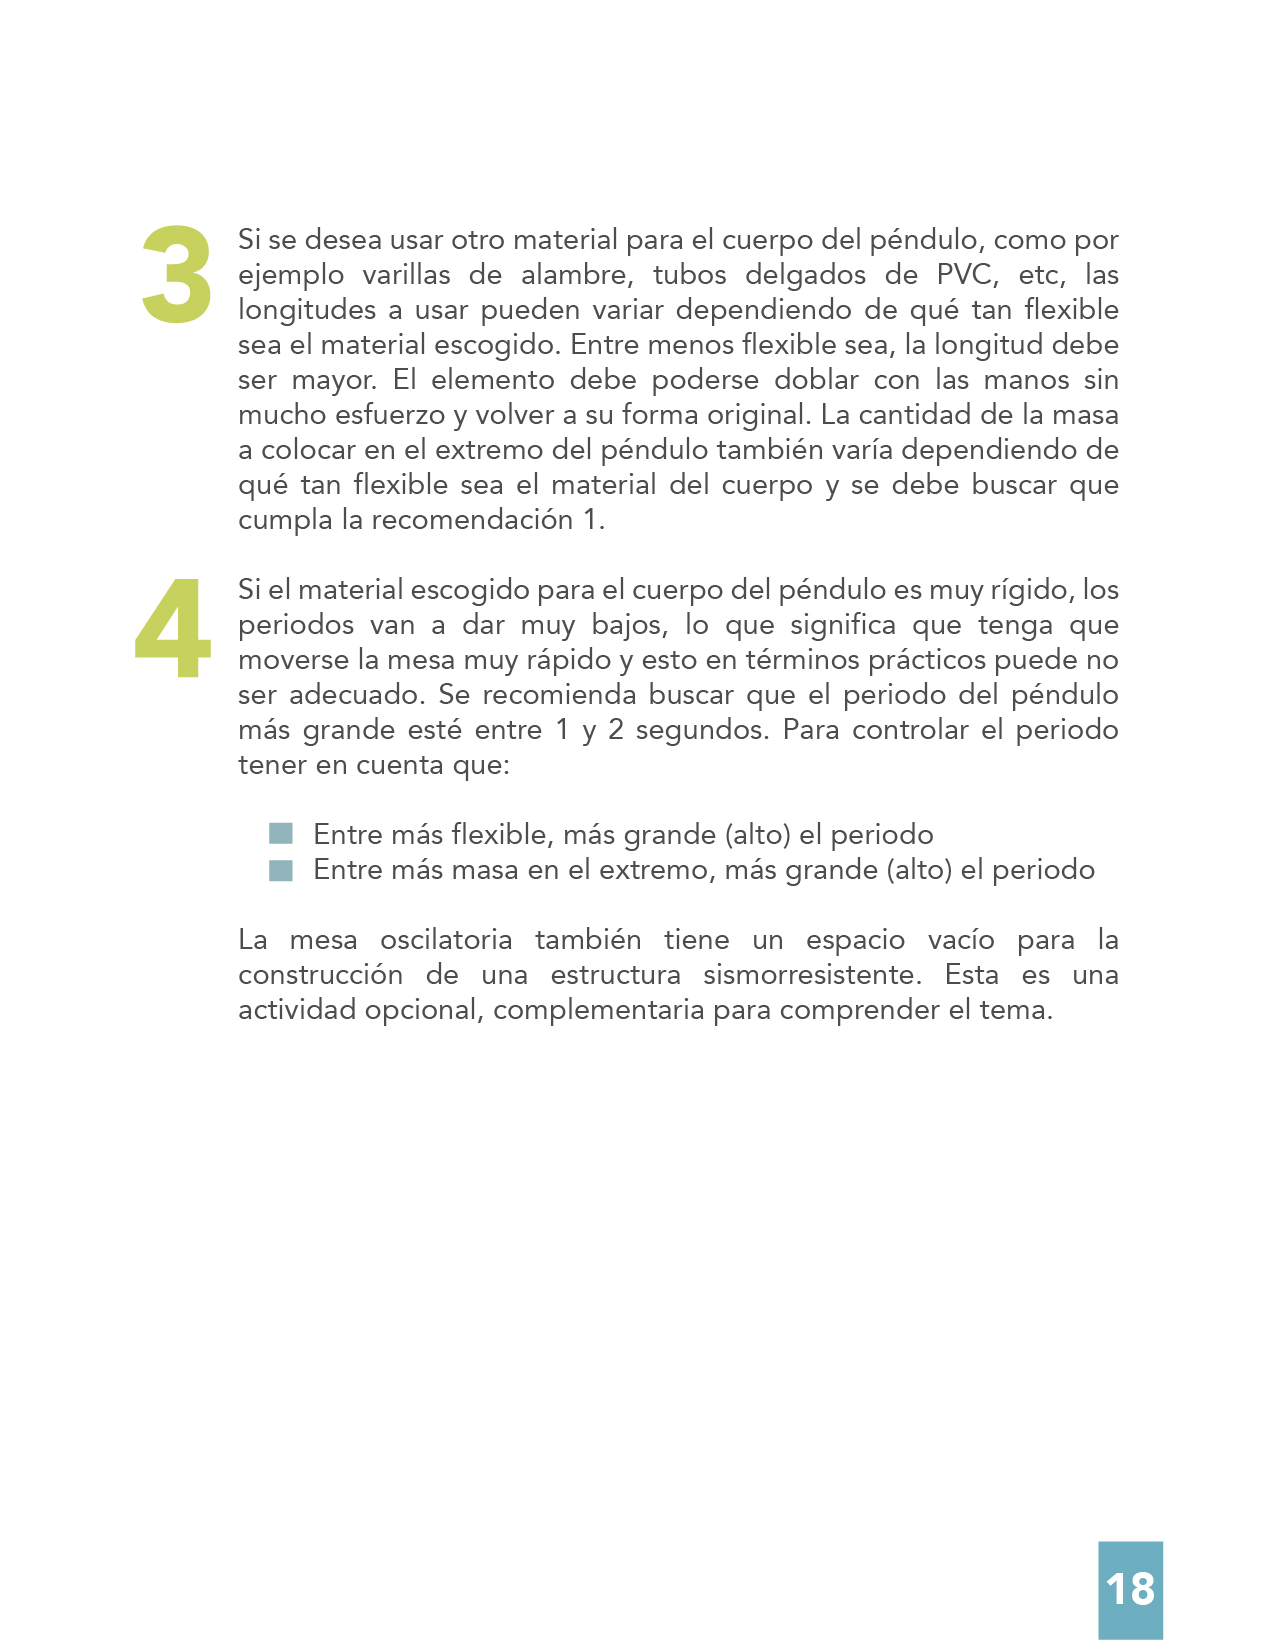 3
Si se desea usar otro material para el cuerpo del péndulo, como por
ejemplo varillas de alambre, tubos delgados de PVC, etc, las
longitudes a usar pueden variar dependiendo de qué tan flexible
sea el material escogido. Entre menos flexible sea, la longitud debe
ser mayor. El elemento debe poderse doblar con las manos sin
mucho esfuerzo y volver a su forma original. La cantidad de la masa
a colocar en el extremo del péndulo también varía dependiendo de
qué tan flexible sea el material del cuerpo y se debe buscar que
cumpla la recomendación 1.
4
Si el material escogido para el cuerpo del péndulo es muy rígido, los
periodos van a dar muy bajos, lo que significa que tenga que
moverse la mesa muy rápido y esto en términos prácticos puede no
ser adecuado. Se recomienda buscar que el periodo del péndulo
más grande esté entre 1 y 2 segundos. Para controlar el periodo
tener en cuenta que:
Entre más flexible, más grande (alto) el periodo
Entre más masa en el extremo, más grande (alto) el periodo
La mesa oscilatoria también tiene un espacio vacío para la
construcción de una estructura sismorresistente. Esta es una
actividad opcional, complementaria para comprender el tema.
18